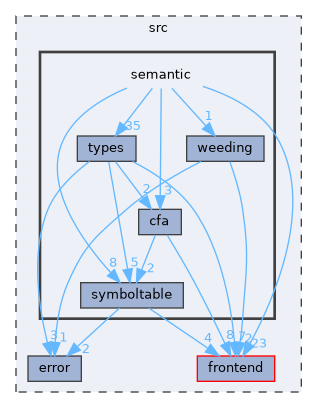 src
semantic
35
1
types
weeding
2
3
cfa
8
5
2
symboltable
3
1
2
4
8
7
2
23
error
frontend